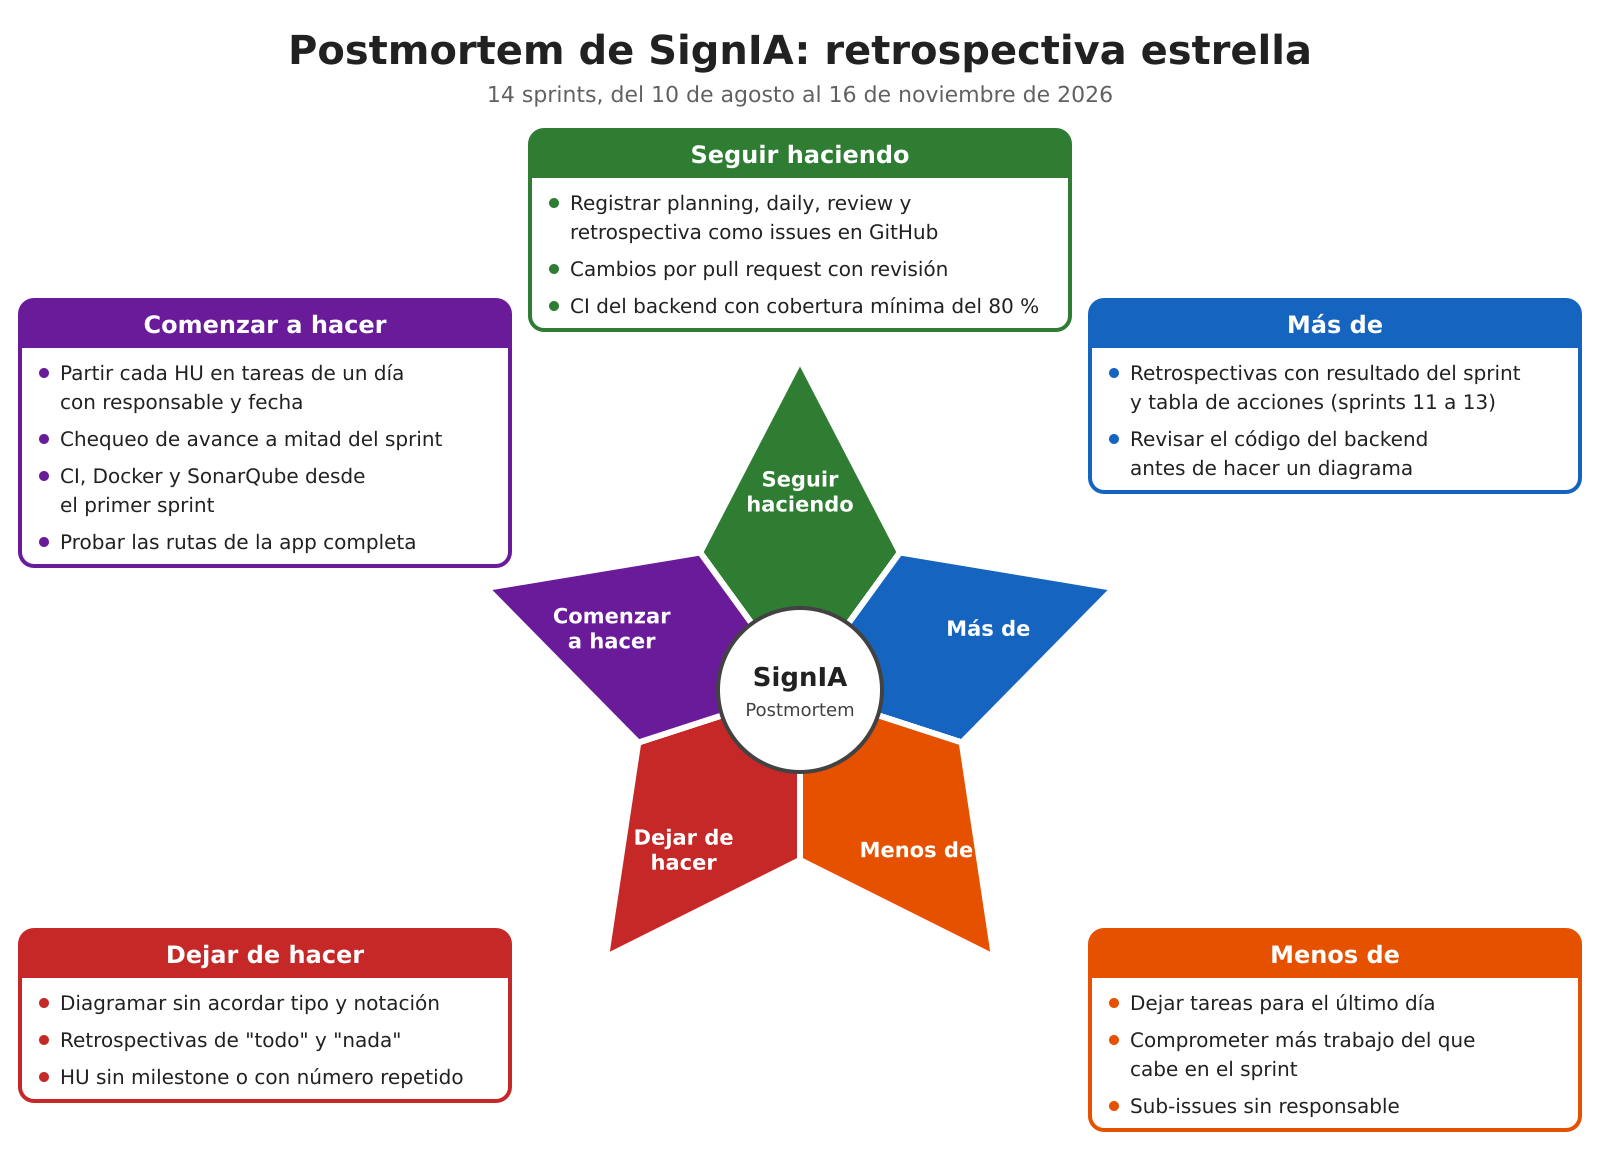 Postmortem de SignIA: retrospectiva estrella
14 sprints, del 10 de agosto al 16 de noviembre de 2026
Seguir haciendo
Registrar planning, daily, review y
retrospectiva como issues en GitHub
Cambios por pull request con revisión
CI del backend con cobertura mínima del 80 %
Comenzar a hacer
Partir cada HU en tareas de un día
con responsable y fecha
Chequeo de avance a mitad del sprint
CI, Docker y SonarQube desde
el primer sprint
Probar las rutas de la app completa
Más de
Retrospectivas con resultado del sprint
y tabla de acciones (sprints 11 a 13)
Revisar el código del backend
antes de hacer un diagrama
Seguir
haciendo
Comenzar
a hacer
Más de
SignIA
Postmortem
Dejar de
hacer
Menos de
Dejar de hacer
Diagramar sin acordar tipo y notación
Retrospectivas de "todo" y "nada"
HU sin milestone o con número repetido
Menos de
Dejar tareas para el último día
Comprometer más trabajo del que
cabe en el sprint
Sub-issues sin responsable